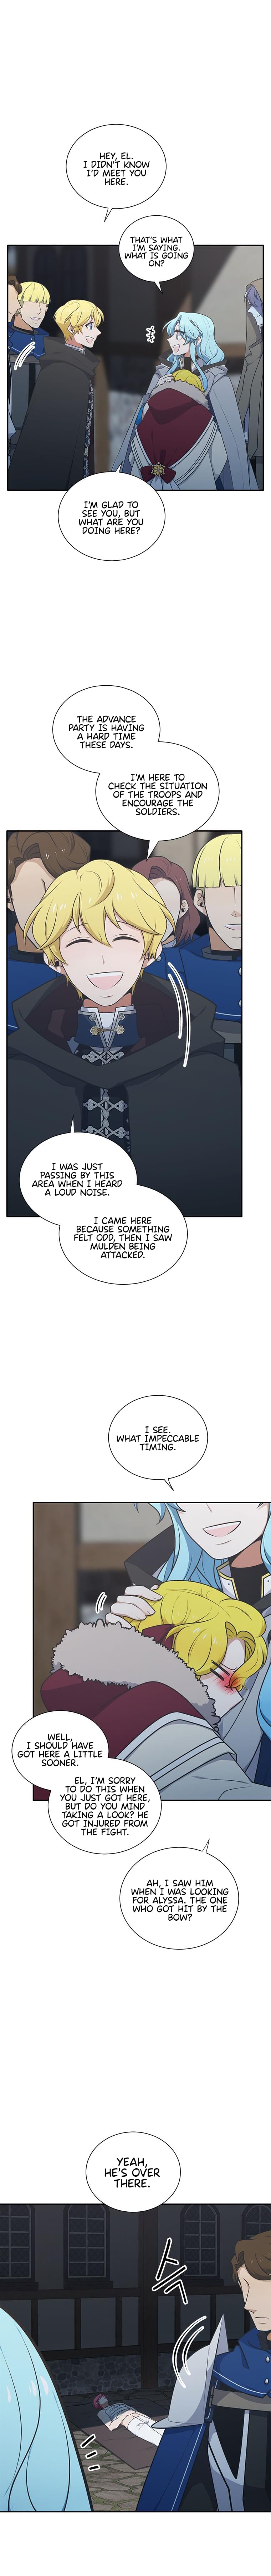 HEY, EL.
I DIDN'T KNOW
I'D MEET YOU
HERE.
THAT'S WHAT
I'M SAYING.
WHAT IS GOING
ON?
I'M GLAD TO
SEE YOU, BUT
WHAT ARE YOU
DOING HERE?
THE ADVANCE
PARTY IS HAVING
A HARD TIME
THESE DAYS.
I'M HERE TO
CHECK THE SITUATION
OF THE TROOPS AND
ENCOURAGE THE
SOLDIERS.
I WAS JUST
PASSING BY THIS
AREA WHEN I HEARD
A LOUD NOISE.
I CAME HERE
BECAUSE SOMETHING
FELT ODD, THEN I SAW
MULDEN BEING
ATTACKED.
I SEE.
WHAT IMPECCABLE
TIMING.
WELL,
I SHOULD HAVE
GOT HERE A LITTLE
SOONER.
EL, I'M SORRY
TO DO THIS WHEN
YOU JUST GOT HERE,
BUT DO YOU MIND
TAKING A LOOK? HE
GOT INJURED FROM
THE FIGHT.
AH, I SAW HIM
WHEN I WAS LOOKING
FOR ALYSSA. THE ONE
WHO GOT HIT BY THE
BOW?
YEAH,
HE'S OVER
THERE.